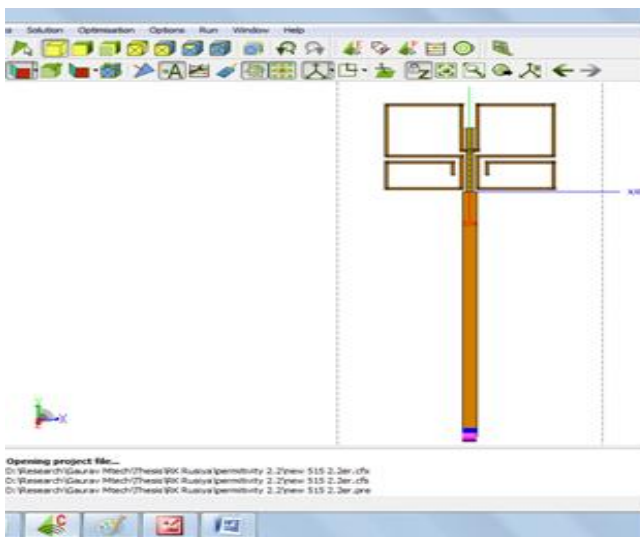 Solution Optimisation Options Run Window Help
A
Z
X
Opening project file...
D:\Research\Gaurav Mtech\Thesis\RK Rusiya\permitivity 2.2\new 515 2.2er.cfx
D:\Research\Gaurav Mtech\Thesis\RK Rusiya\permitivity 2.2\new 515 2.2er.cfs
D:\Research\Gaurav Mtech\Thesis\RK Rusiya\permitivity 2.2\new 515 2.2er.pre
C